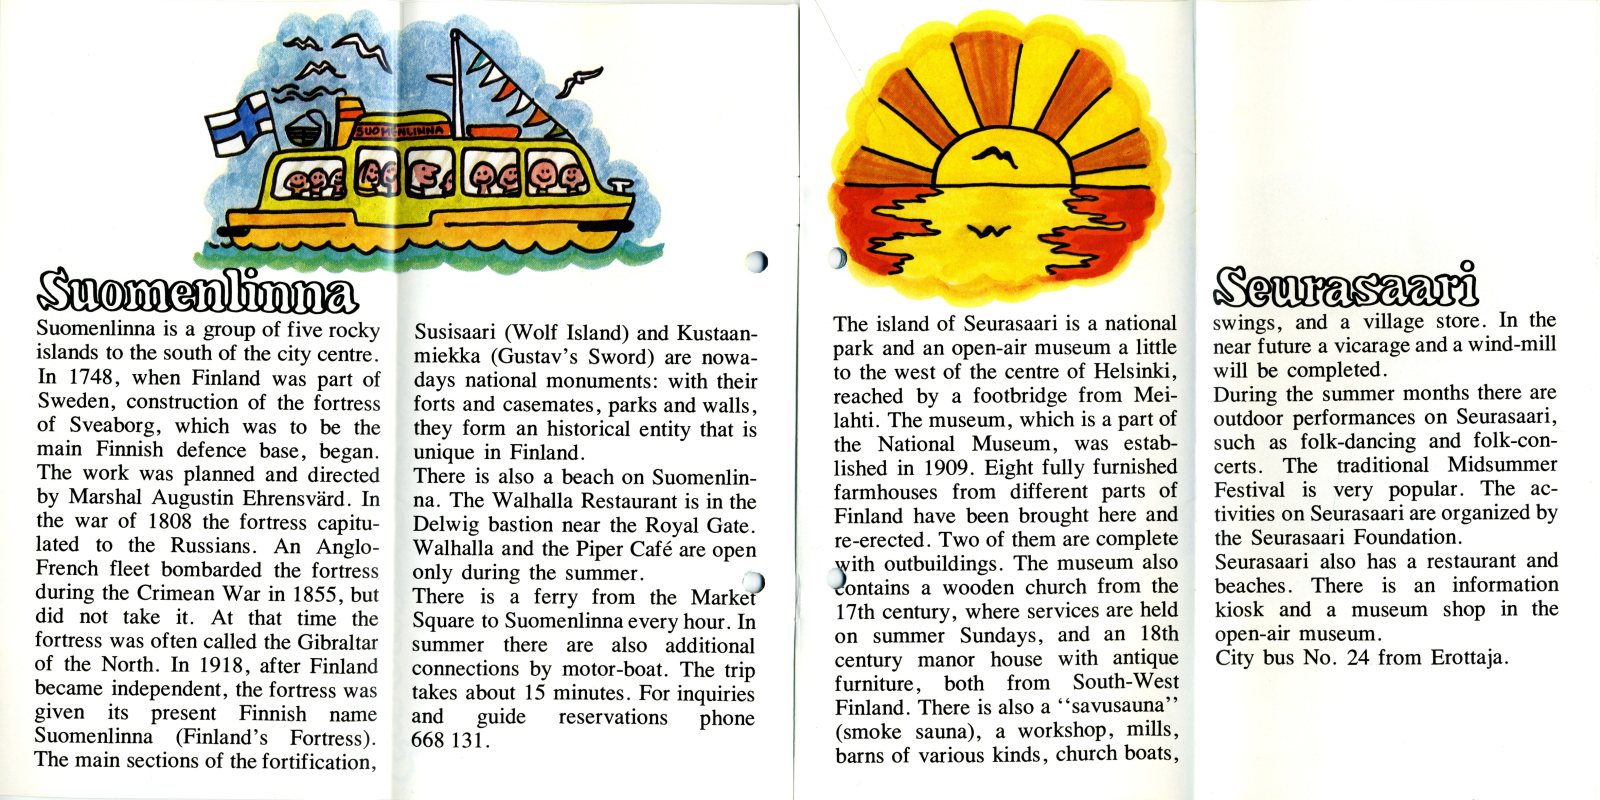 SUOMENLINNA
Suomenlinna
Suomenlinna is a group of five rocky
islands to the south of the city centre.
In 1748, when Finland was part of
Sweden, construction of the fortress
of Sveaborg, which was to be the
main Finnish defence base, began.
The work was planned and directed
by Marshal Augustin Ehrensvärd. In
the war of 1808 the fortress capitu-
lated to the Russians. An Anglo-
French fleet bombarded the fortress
during the Crimean War in 1855, but
did not take it. At that time the
fortress was often called the Gibraltar
of the North. In 1918, after Finland
became independent, the fortress was
given its present Finnish name
Suomenlinna (Finland's Fortress).
The main sections of the fortification,
Susisaari (Wolf Island) and Kustaan-
miekka (Gustav's Sword) are nowa-
days national monuments: with their
forts and casemates, parks and walls,
they form an historical entity that is
unique in Finland.
There is also a beach on Suomenlin-
na. The Walhalla Restaurant is in the
Delwig bastion near the Royal Gate.
Walhalla and the Piper Café are open
only during the summer.
There is a ferry from the Market
Square to Suomenlinna every hour. In
summer there are also additional
connections by motor-boat. The trip
takes about 15 minutes. For inquiries
and guide reservations phone
668 131.
The island of Seurasaari is a national
park and an open-air museum a little
to the west of the centre of Helsinki,
reached by a footbridge from Mei-
lahti. The museum, which is a part of
the National Museum, was estab-
lished in 1909. Eight fully furnished
farmhouses from different parts of
Finland have been brought here and
re-erected. Two of them are complete
with outbuildings. The museum also
contains a wooden church from the
17th century, where services are held
on summer Sundays, and an 18th
century manor house with antique
furniture, both from South-West
Finland. There is also a “savusauna”
(smoke sauna), a workshop, mills,
barns of various kinds, church boats,
Seurasaari
swings, and a village store. In the
near future a vicarage and a wind-mill
will be completed.
During the summer months there are
outdoor performances on Seurasaari,
such as folk-dancing and folk-con-
certs. The traditional Midsummer
Festival is very popular. The ac-
tivities on Seurasaari are organized by
the Seurasaari Foundation.
Seurasaari also has a restaurant and
beaches. There is an information
kiosk and a museum shop in the
open-air museum.
City bus No. 24 from Erottaja.